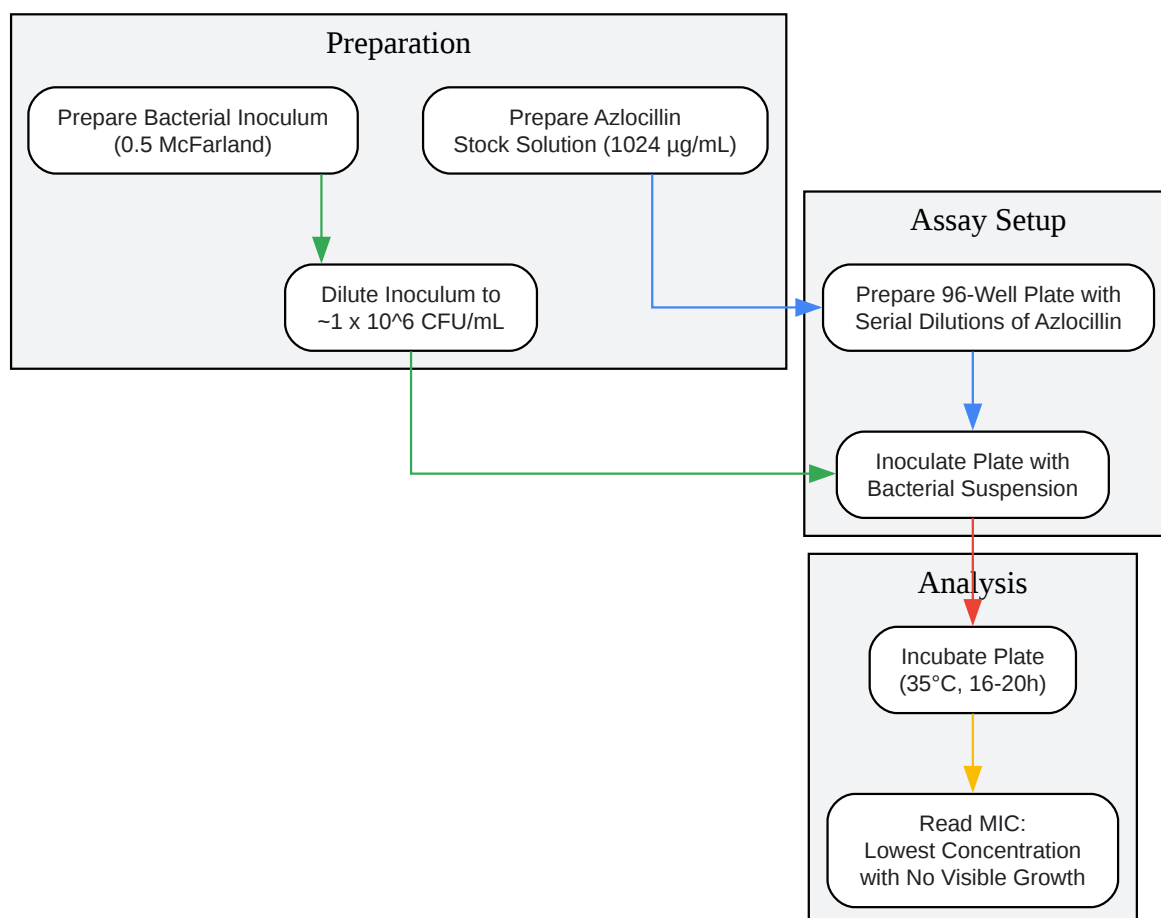 Preparation
Prepare Bacterial Inoculum
(0.5 McFarland)
Prepare Azlocillin
Stock Solution (1024 µg/mL)
Dilute Inoculum to
~1 x 10^6 CFU/mL
Assay Setup
Prepare 96-Well Plate with
Serial Dilutions of Azlocillin
Inoculate Plate with
Bacterial Suspension
Analysis
Incubate Plate
(35°C, 16-20h)
Read MIC:
Lowest Concentration
with No Visible Growth